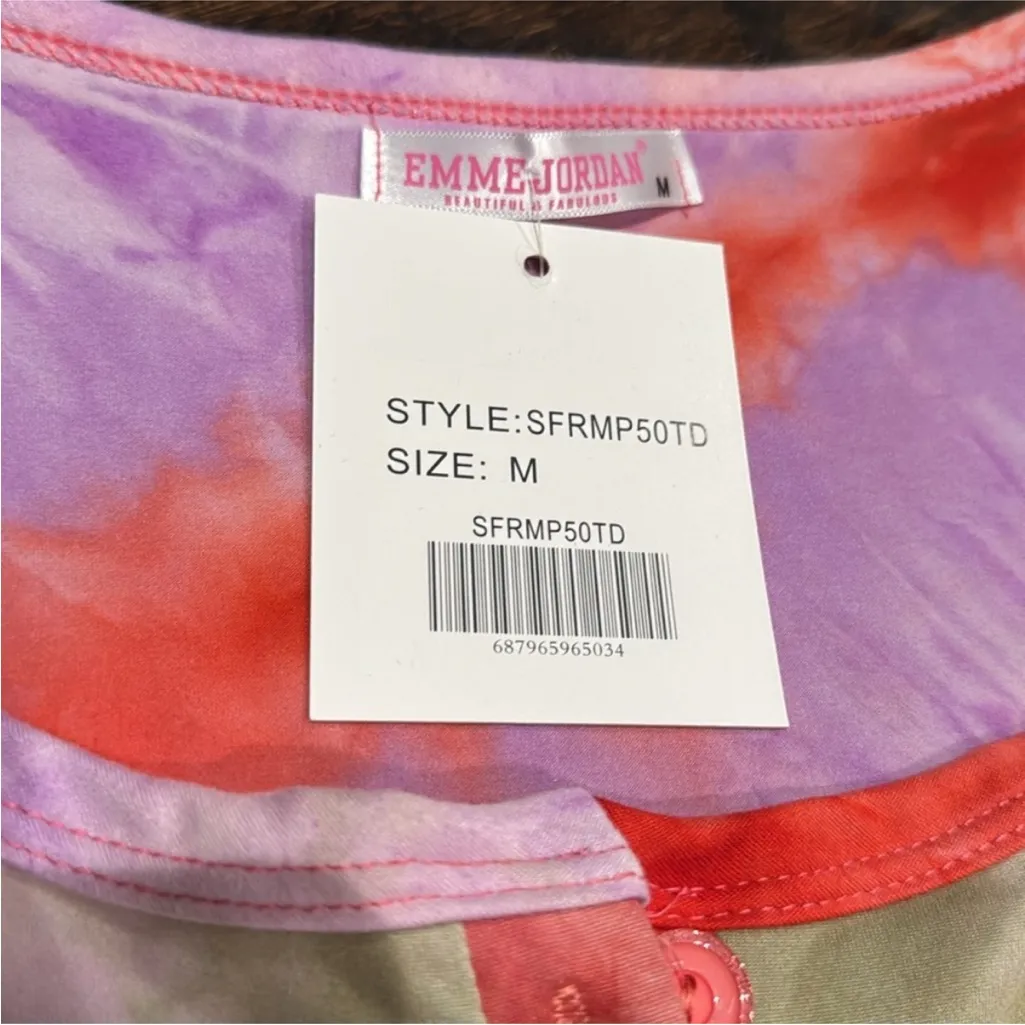 EMME JORDAN®
M
BEAUTIFUL & FABULOUS
STYLE:SFRMP50TD
SIZE: M
SFRMP50TD
687965965034